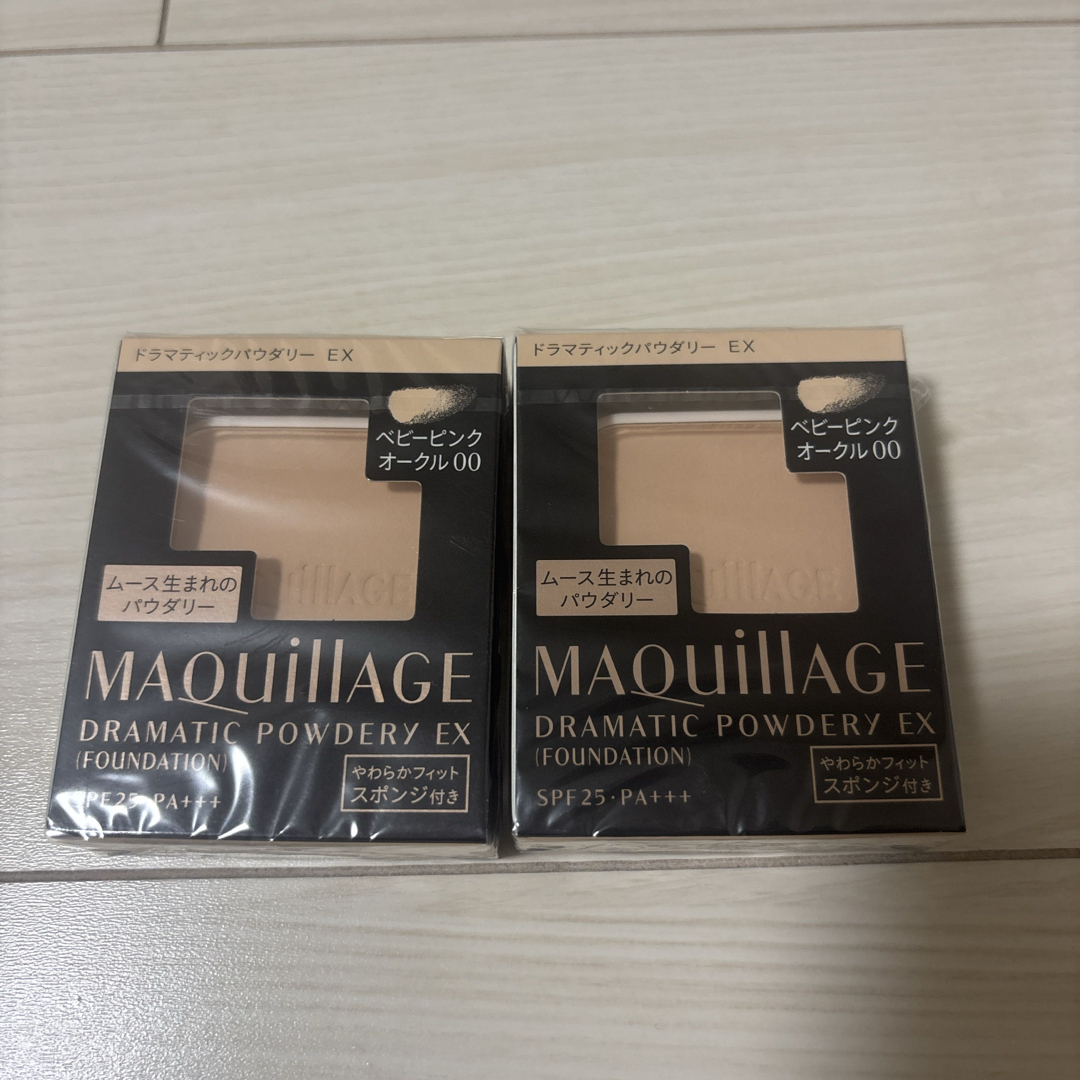 ドラマティックパウダリー EX
ベビーピンク
オークル00
ムース生まれの
パウダリー
MAQuillAGE
DRAMATIC POWDERY EX
(FOUNDATION)
SPF25・PA+++
やわらかフィット
スポンジ付き
illAGE
ドラマティックパウダリー EX
ベビーピンク
オークル00
ムース生まれの
パウダリー
MAQuillAGE
DRAMATIC POWDERY EX
(FOUNDATION)
SPF25・PA+++
やわらかフィット
スポンジ付き
illAGE